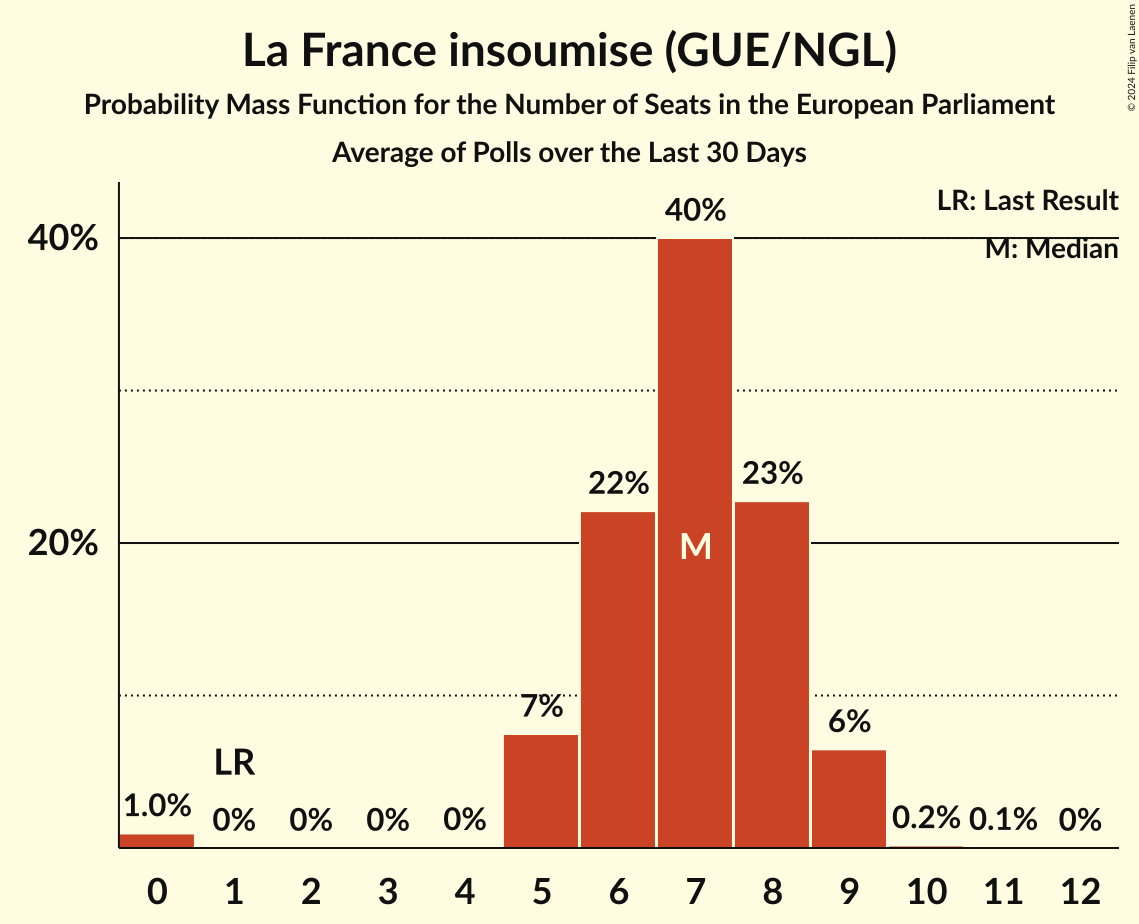 La France insoumise (GUE/NGL)
Probability Mass Function for the Number of Seats in the European Parliament
Average of Polls over the Last 30 Days
© 2024 Filip van Laenen
LR: Last Result
M: Median
40%
20%
40%
22%
23%
M
7%
6%
LR
1.0%
0%
0%
0%
0%
0.2%
0.1%
0%
0 1 2 3 4 5 6 7 8 9 10 11 12